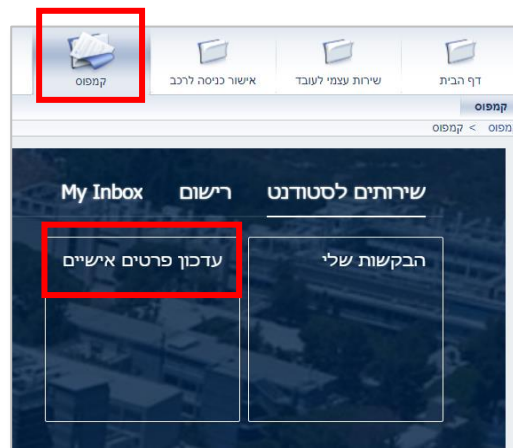 דף הבית שירות עצמי לעובד אישור כניסה לרכב קמפוס
קמפוס
קמפוס > קמפוס
שירותים לסטודנט רישום My Inbox
הבקשות שלי עדכון פרטים אישיים